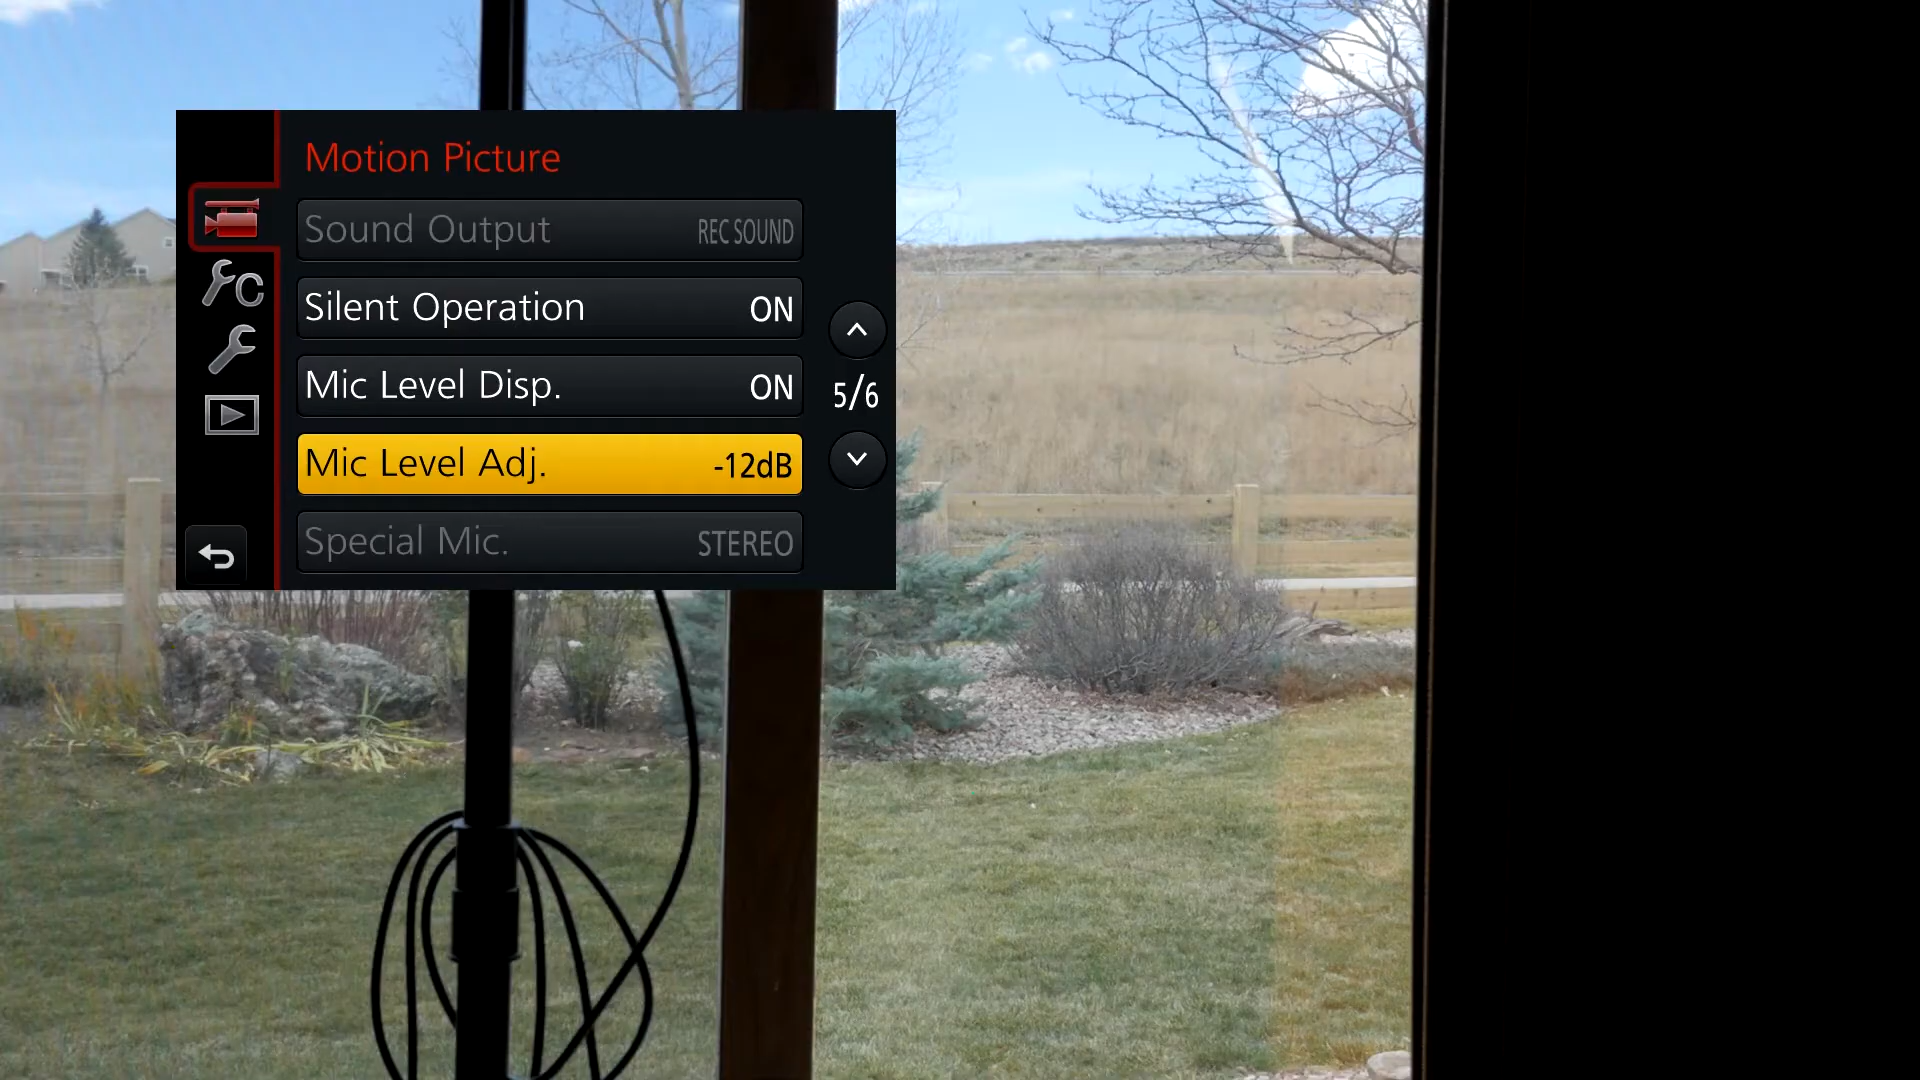 Motion Picture
Sound Output REC SOUND
Silent Operation ON
Mic Level Disp. ON
5/6
Mic Level Adj. -12dB
Special Mic. STEREO
C